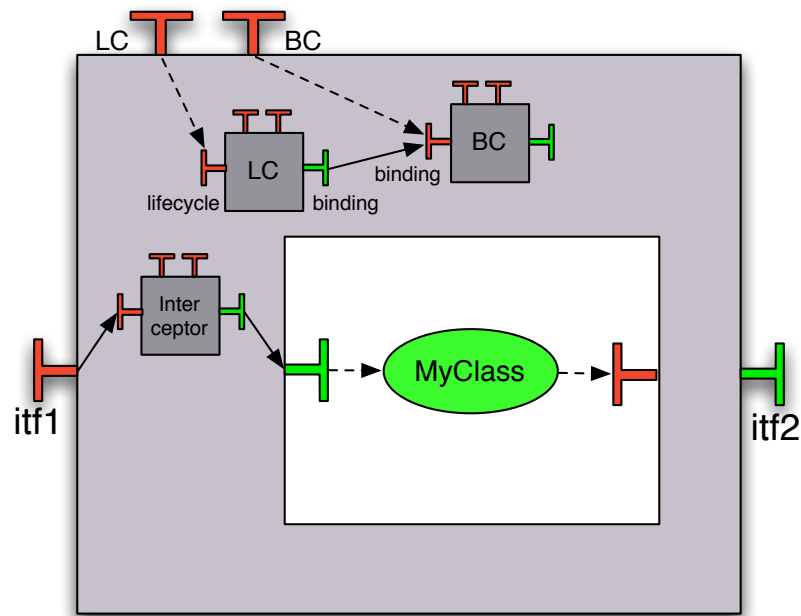 LC
BC
BC
LC
binding
lifecycle
binding
Inter
ceptor
MyClass
itf1
itf2